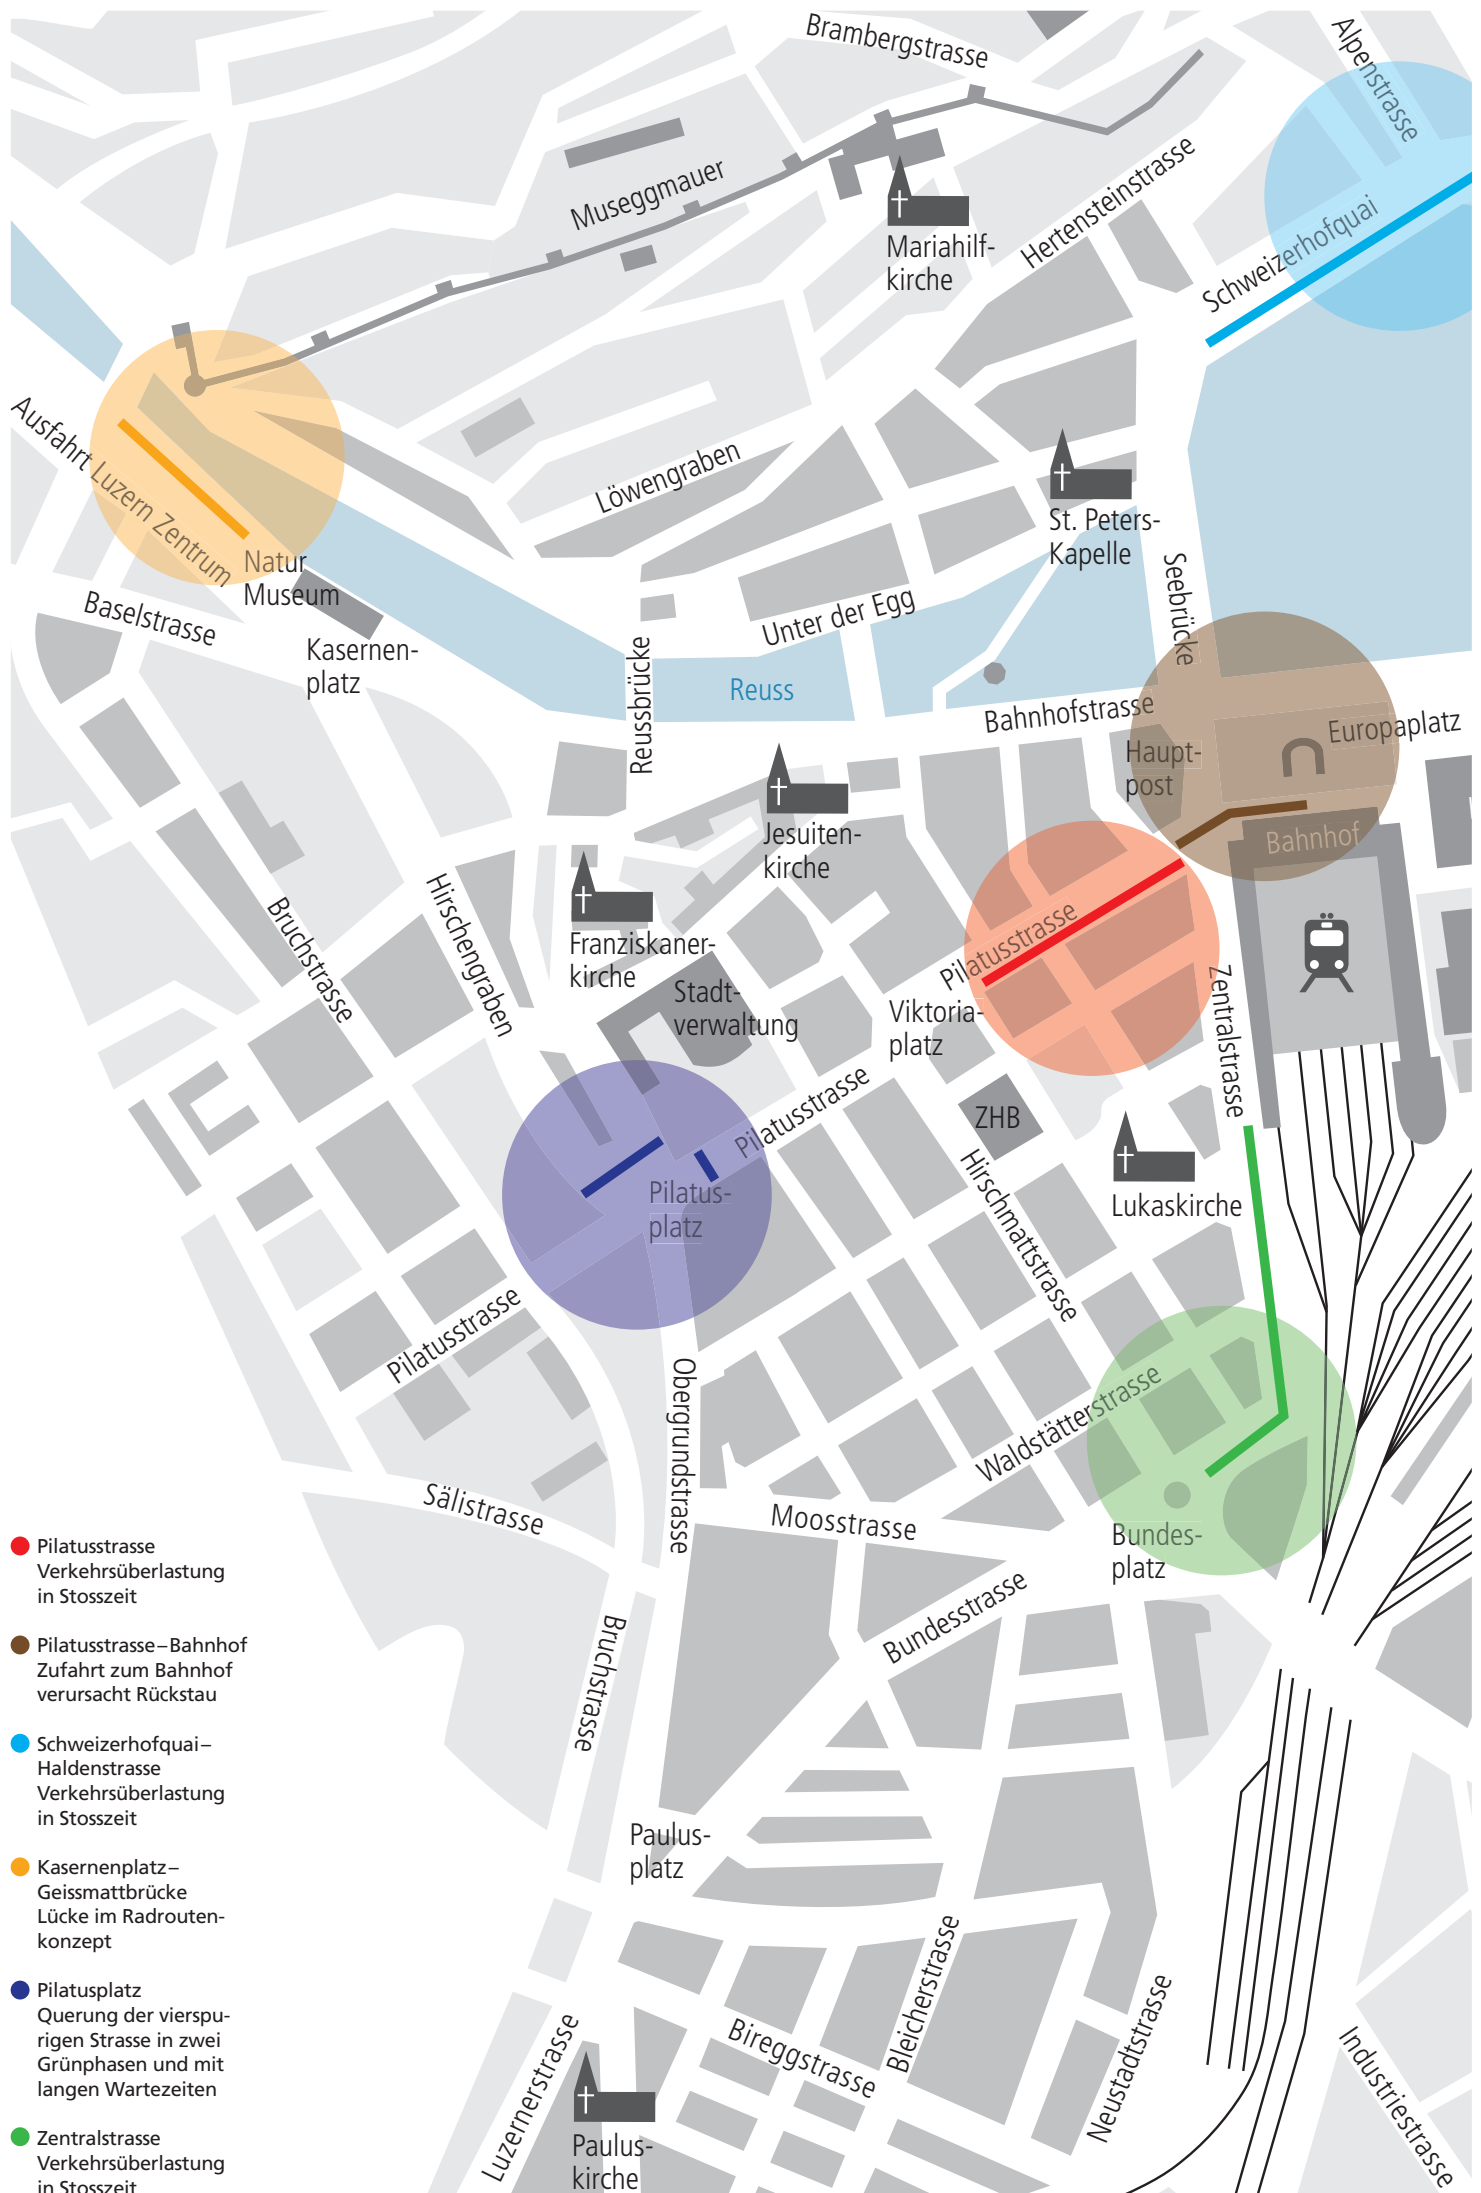 Brambergstrasse
Alpenstrasse
Museggmauer
Hertensteinstrasse
Mariahilf-
kirche
Schweizerhofquai
Ausfahrt Luzern Zentrum
Löwengraben
St. Peters-
Kapelle
Natur
Museum
Seebrücke
Baselstrasse
Unter der Egg
Kasernen-
platz
Reussbrücke
Reuss
Bahnhofstrasse
Europaplatz
Haupt-
post
Bahnhof
Jesuiten-
kirche
Hirschengraben
Bruchstrasse
Franziskaner-
kirche
Pilatusstrasse
Stadt-
verwaltung
Viktoria-
platz
Zentralstrasse
Pilatusstrasse
ZHB
Hirschmattstrasse
Lukaskirche
Pilatus-
platz
Pilatusstrasse
Obergrundstrasse
Waldstätterstrasse
Sälistrasse
Moosstrasse
Bundes-
platz
Bundesstrasse
Bruchstrasse
Paulus-
platz
Bleicherstrasse
Neustadtstrasse
Bireggstrasse
Luzernerstrasse
Industriestrasse
Paulus-
kirche
Pilatusstrasse
Verkehrsüberlastung
in Stosszeit
Pilatusstrasse–Bahnhof
Zufahrt zum Bahnhof
verursacht Rückstau
Schweizerhofquai–
Haldenstrasse
Verkehrsüberlastung
in Stosszeit
Kasernenplatz–
Geissmattbrücke
Lücke im Radrouten-
konzept
Pilatusplatz
Querung der vierspu-
rigen Strasse in zwei
Grünphasen und mit
langen Wartezeiten
Zentralstrasse
Verkehrsüberlastung
in Stosszeit